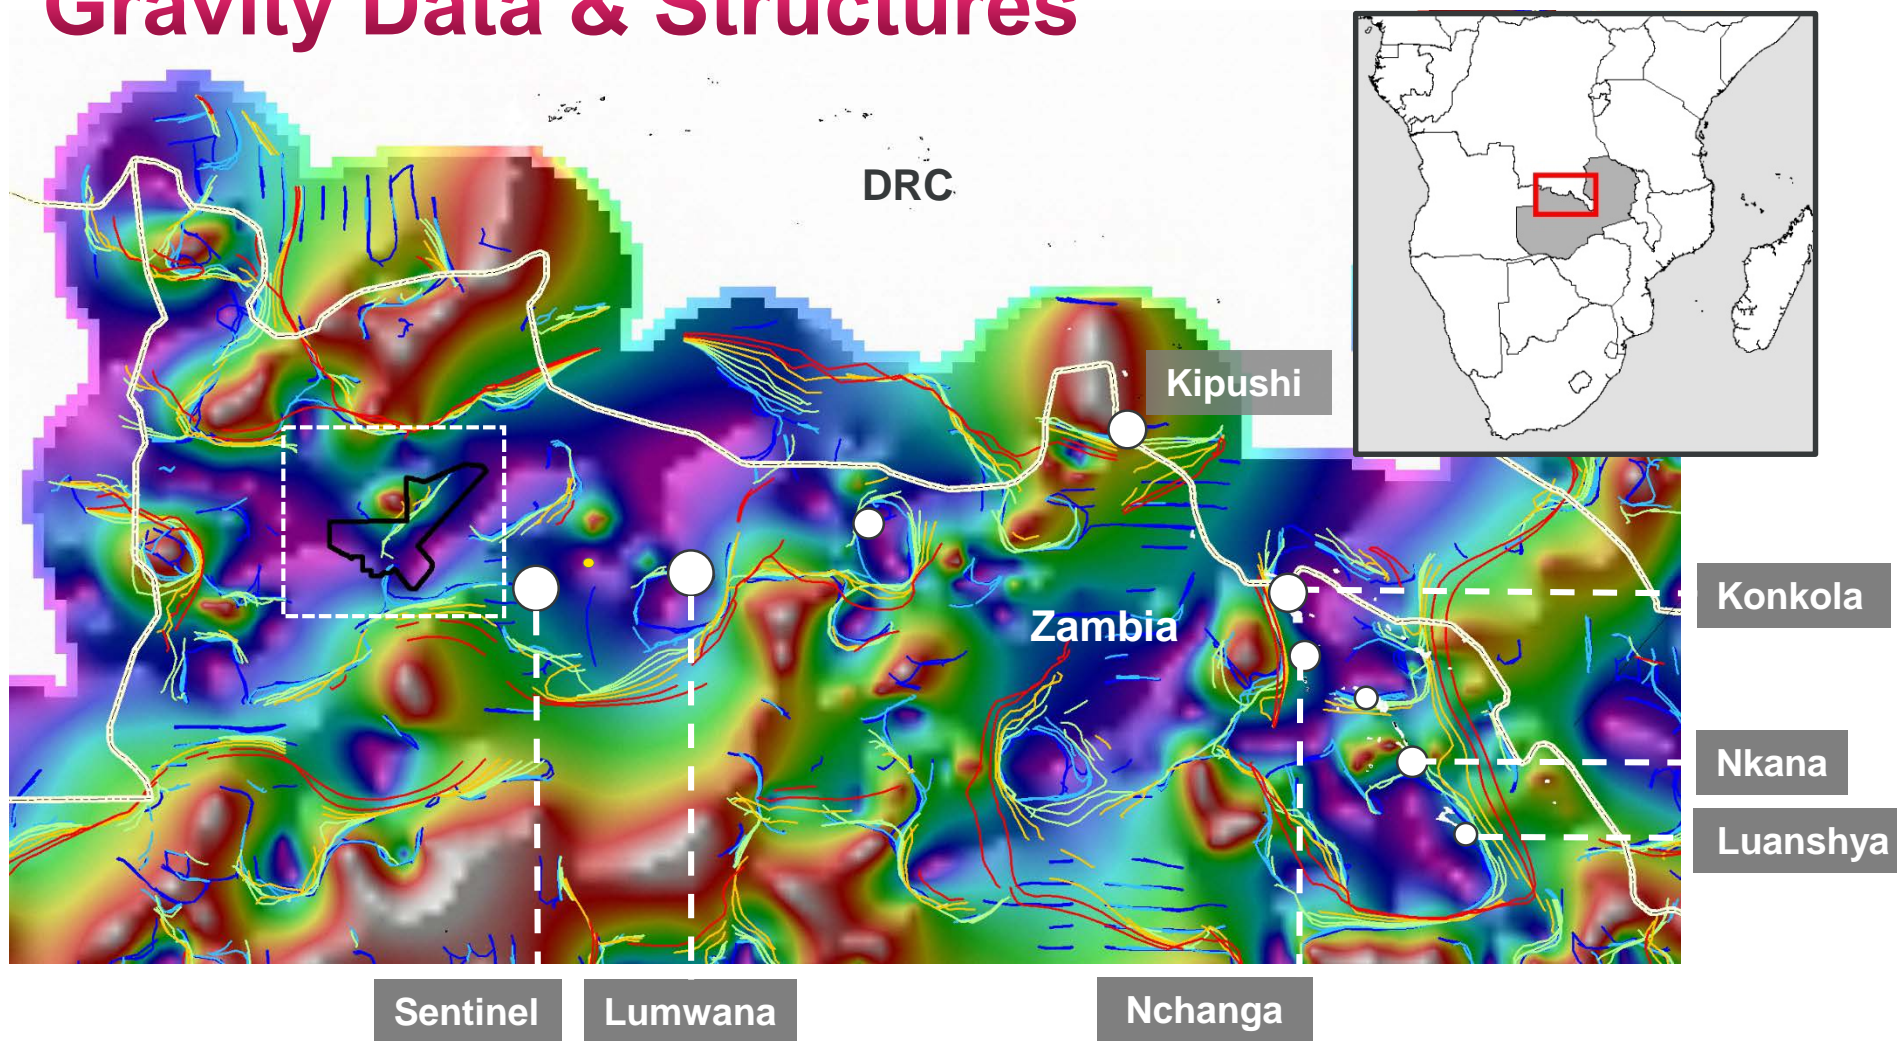 Gravity Data & Structures
DRC
Kipushi
Zambia
Konkola
Nkana
Luanshya
Sentinel
Lumwana
Nchanga